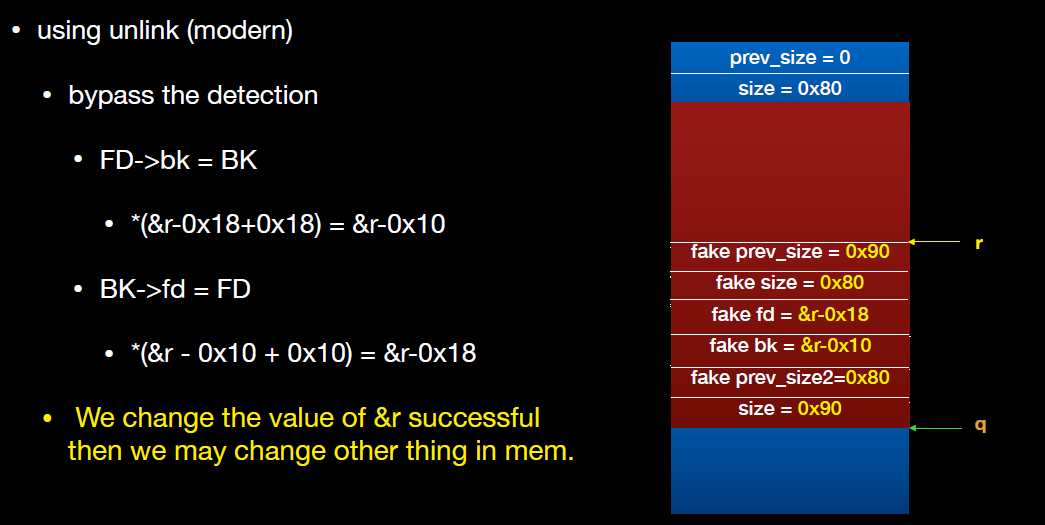 • using unlink (modern)
• bypass the detection
• FD->bk = BK
• *(&r-0x18+0x18) = &r-0x10
• BK->fd = FD
• *(&r - 0x10 + 0x10) = &r-0x18
• We change the value of &r successful
then we may change other thing in mem.
prev_size = 0
size = 0x80
r
fake prev_size = 0x90
fake size = 0x80
fake fd = &r-0x18
fake bk = &r-0x10
fake prev_size2=0x80
size = 0x90
q